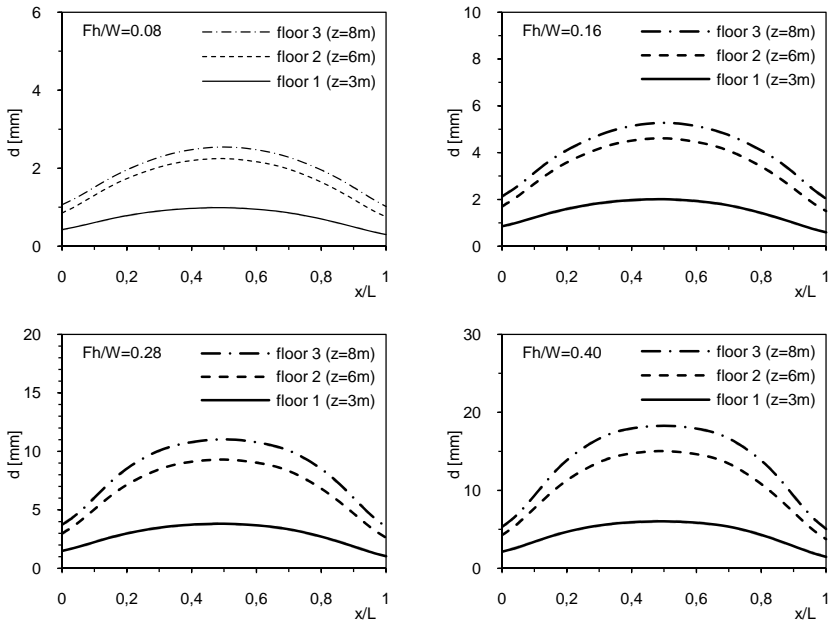 Fh/W=0.08
floor 3 (z=8m)
floor 2 (z=6m)
floor 1 (z=3m)
d [mm]
6
4
2
0
0 0,2 0,4 0,6 0,8 1
x/L
Fh/W=0.16
floor 3 (z=8m)
floor 2 (z=6m)
floor 1 (z=3m)
d [mm]
10
8
6
4
2
0
0 0,2 0,4 0,6 0,8 1
x/L
Fh/W=0.28
floor 3 (z=8m)
floor 2 (z=6m)
floor 1 (z=3m)
d [mm]
20
15
10
5
0
0 0,2 0,4 0,6 0,8 1
x/L
Fh/W=0.40
floor 3 (z=8m)
floor 2 (z=6m)
floor 1 (z=3m)
d [mm]
30
20
10
0
0 0,2 0,4 0,6 0,8 1
x/L